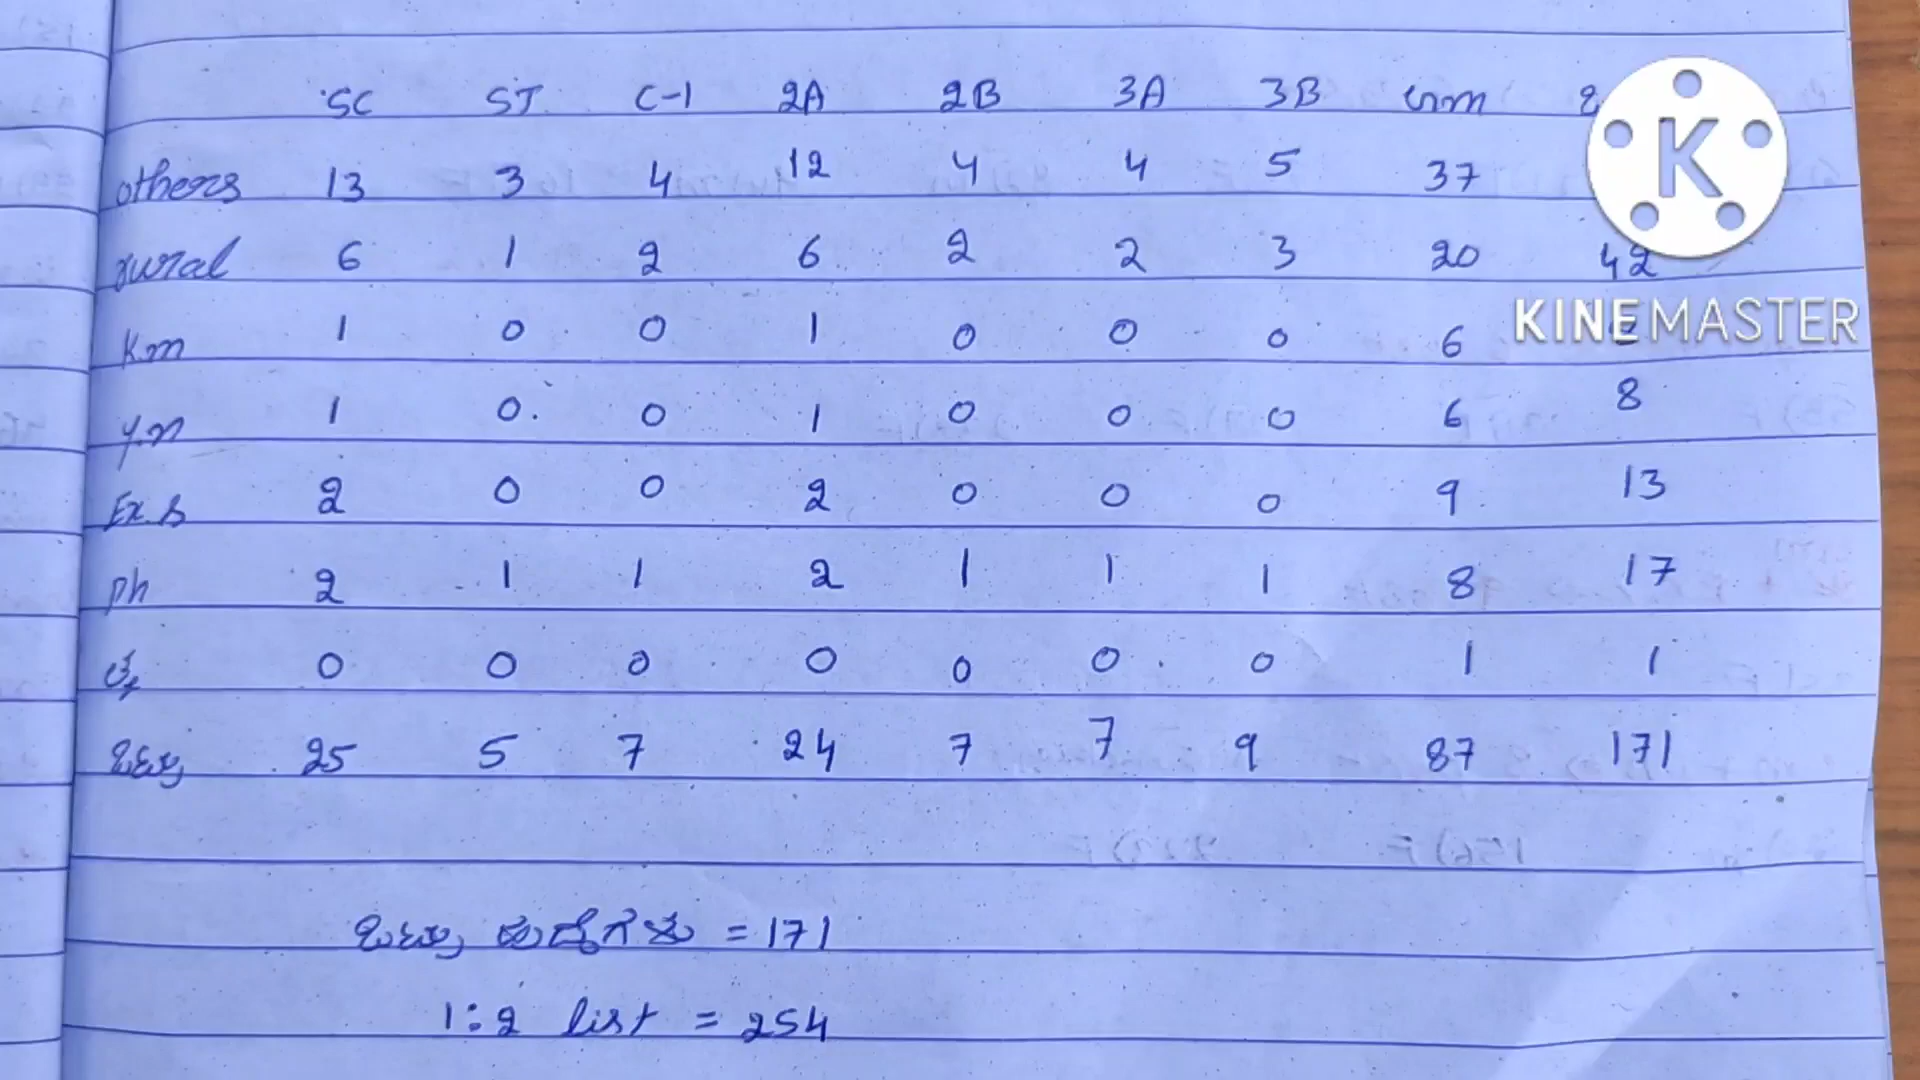 SC ST C-1 2A 2B 3A 3B Gm
others 13 3 4 12 4 4 5 37
rural 6 1 2 6 2 2 3 20 42
K.m 1 0 0 1 0 0 0 6
y.m 1 0 0 1 0 0 0 6 8
Ex.s 2 0 0 2 0 0 0 9 13
ph 2 1 1 2 1 1 1 8 17
ತೃ 0 0 0 0 0 0 0 1 1
ಒಟ್ಟು 25 5 7 24 7 7 9 87 171
ಒಟ್ಟು ಹುದ್ದೆಗಳು = 171
1:2 list = 254
K
KINEMASTER